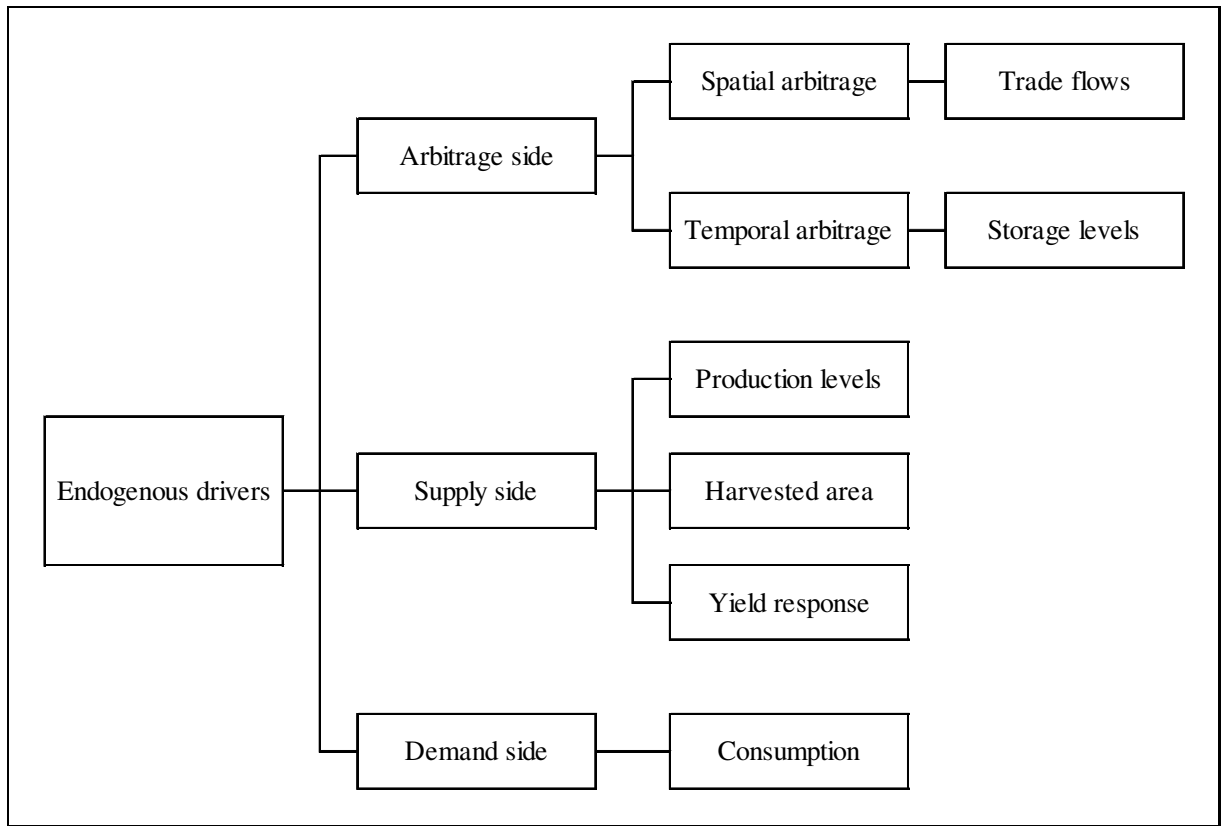 Spatial arbitrage
Trade flows
Arbitrage side
Temporal arbitrage
Storage levels
Production levels
Endogenous drivers
Supply side
Harvested area
Yield response
Demand side
Consumption